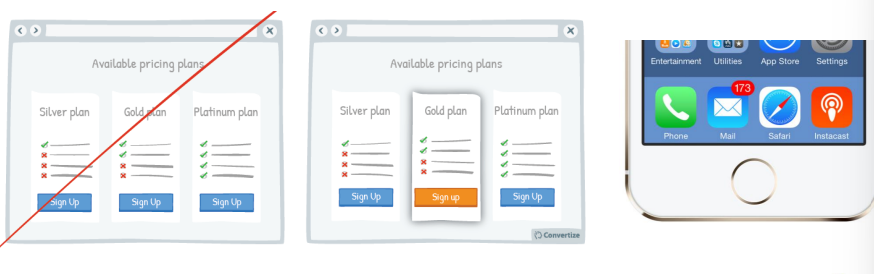 Available pricing plans
Silver plan
Gold plan
Platinum plan
Sign Up
Sign Up
Sign Up
Available pricing plans
Silver plan
Gold plan
Platinum plan
Sign Up
Sign up
Sign Up
Convertize
Entertainment Utilities App Store Settings
173
Phone Mail Safari Instacast